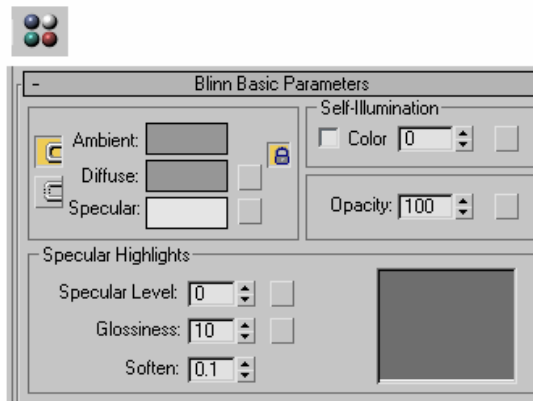 - Blinn Basic Parameters
Self-Illumination
Ambient:
Color 0
Diffuse:
Specular:
Opacity: 100
Specular Highlights
Specular Level: 0
Glossiness: 10
Soften: 0.1